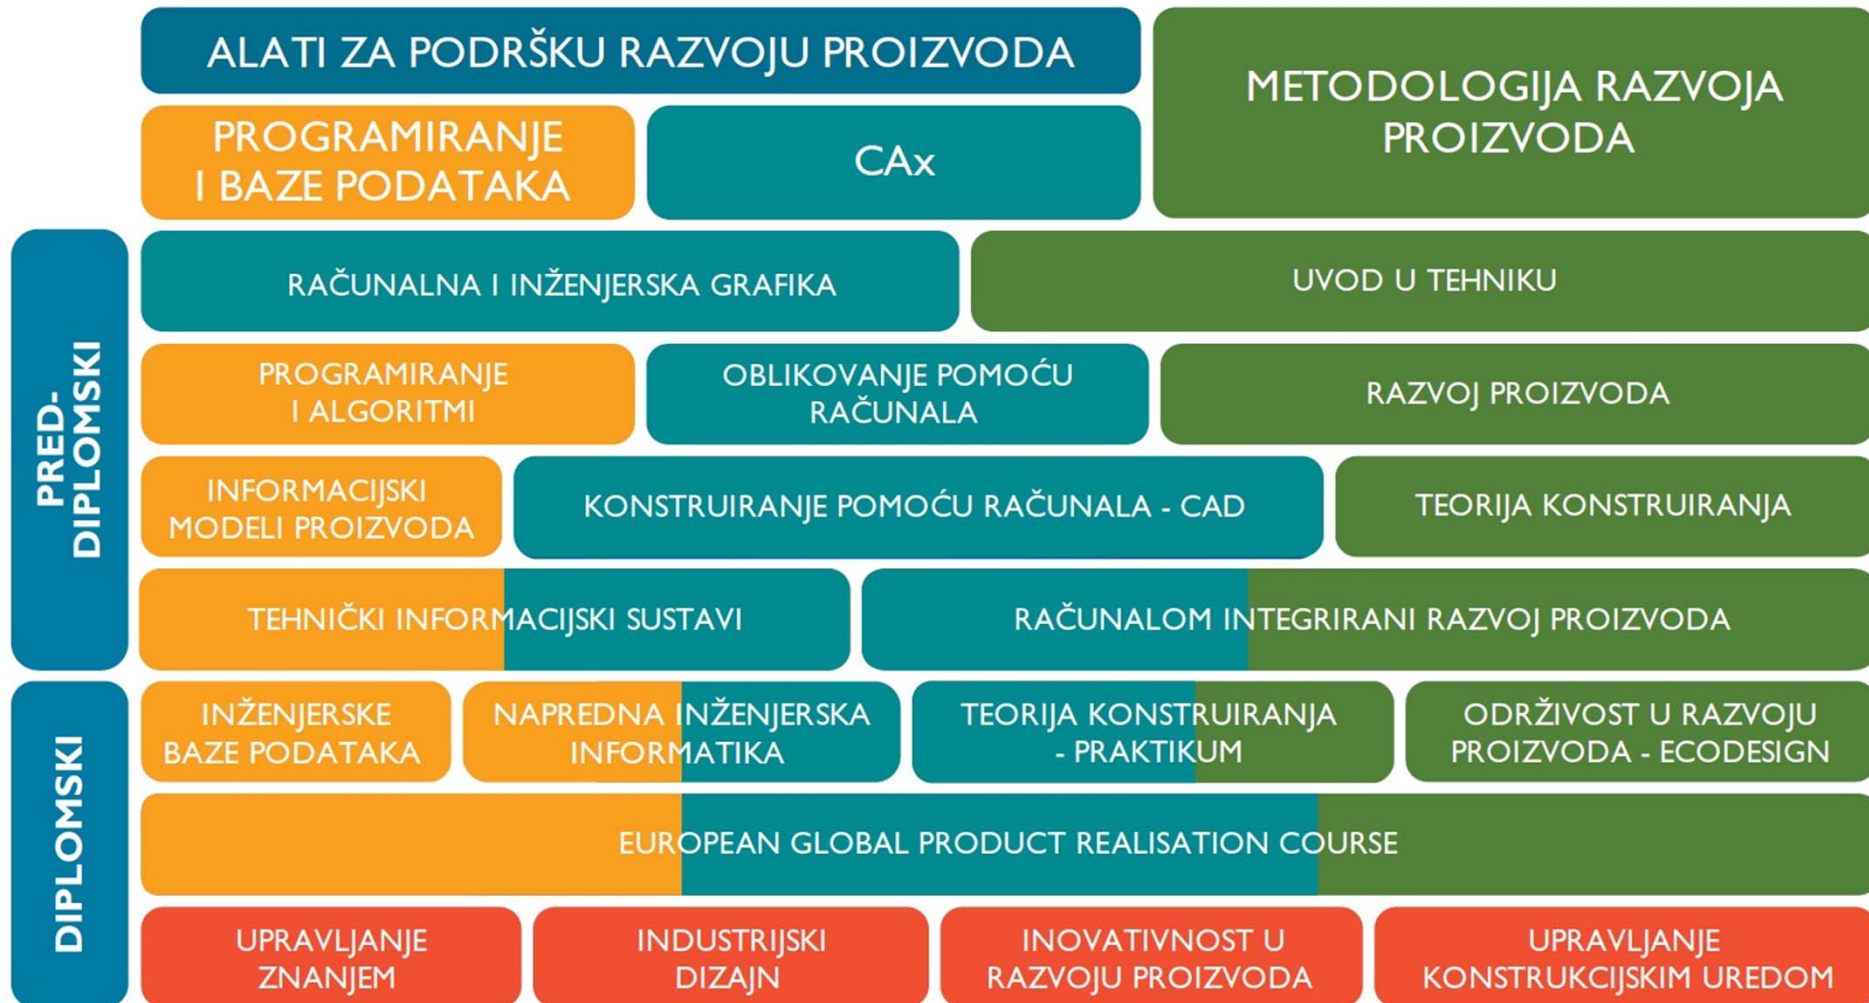 ALATI ZA PODRŠKU RAZVOJU PROIZVODA
METODOLOGIJA RAZVOJA
PROIZVODA
PROGRAMIRANJE
I BAZE PODATAKA
CAx
PRED-
DIPLOMSKI
RAČUNALNA I INŽENJERSKA GRAFIKA
UVOD U TEHNIKU
PROGRAMIRANJE
I ALGORITMI
OBLIKOVANJE POMOĆU
RAČUNALA
RAZVOJ PROIZVODA
INFORMACIJSKI
MODELI PROIZVODA
KONSTRUIRANJE POMOĆU RAČUNALA - CAD
TEORIJA KONSTRUIRANJA
TEHNIČKI INFORMACIJSKI SUSTAVI
RAČUNALOM INTEGRIRANI RAZVOJ PROIZVODA
DIPLOMSKI
INŽENJERSKE
BAZE PODATAKA
NAPREDNA INŽENJERSKA
INFORMATIKA
TEORIJA KONSTRUIRANJA
- PRAKTIKUM
ODRŽIVOST U RAZVOJU
PROIZVODA - ECODESIGN
EUROPEAN GLOBAL PRODUCT REALISATION COURSE
UPRAVLJANJE
ZNANJEM
INDUSTRIJSKI
DIZAJN
INOVATIVNOST U
RAZVOJU PROIZVODA
UPRAVLJANJE
KONSTRUKCIJSKIM UREDOM